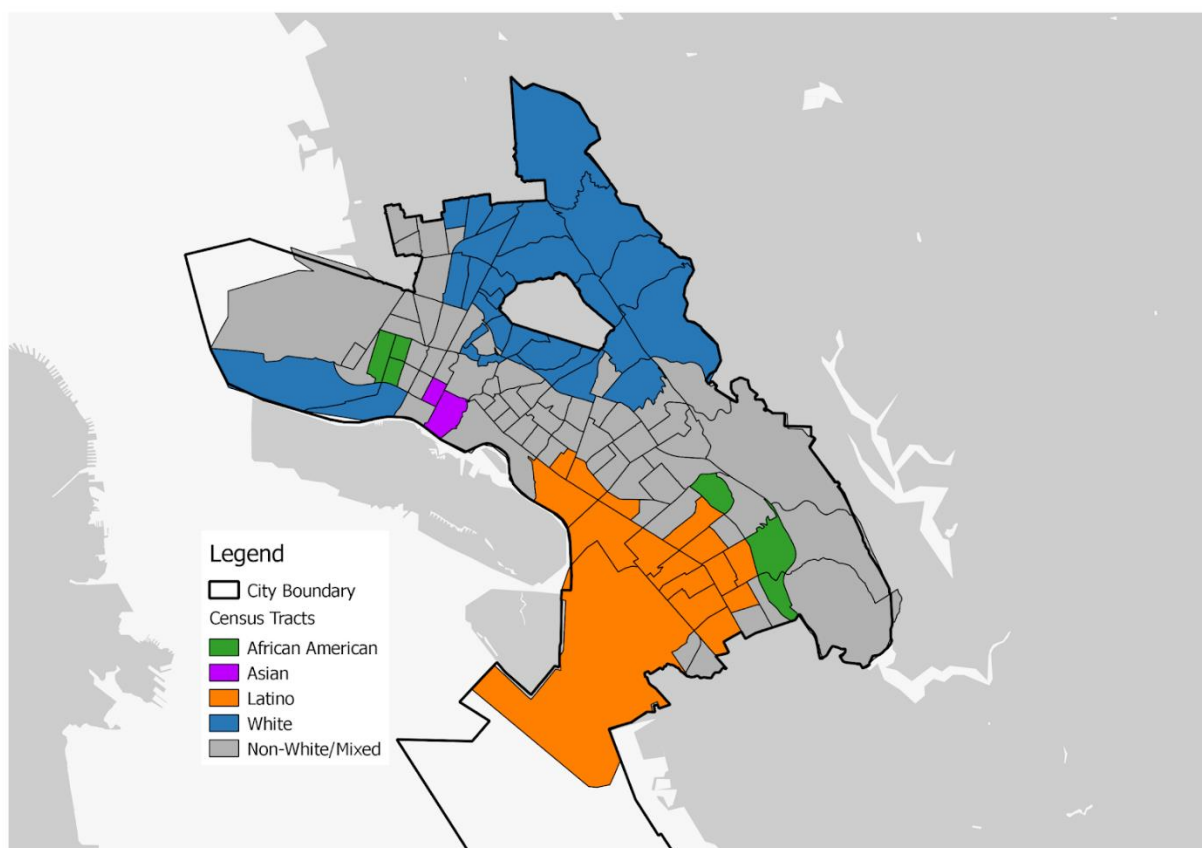 Legend
City Boundary
Census Tracts
African American
Asian
Latino
White
Non-White/Mixed